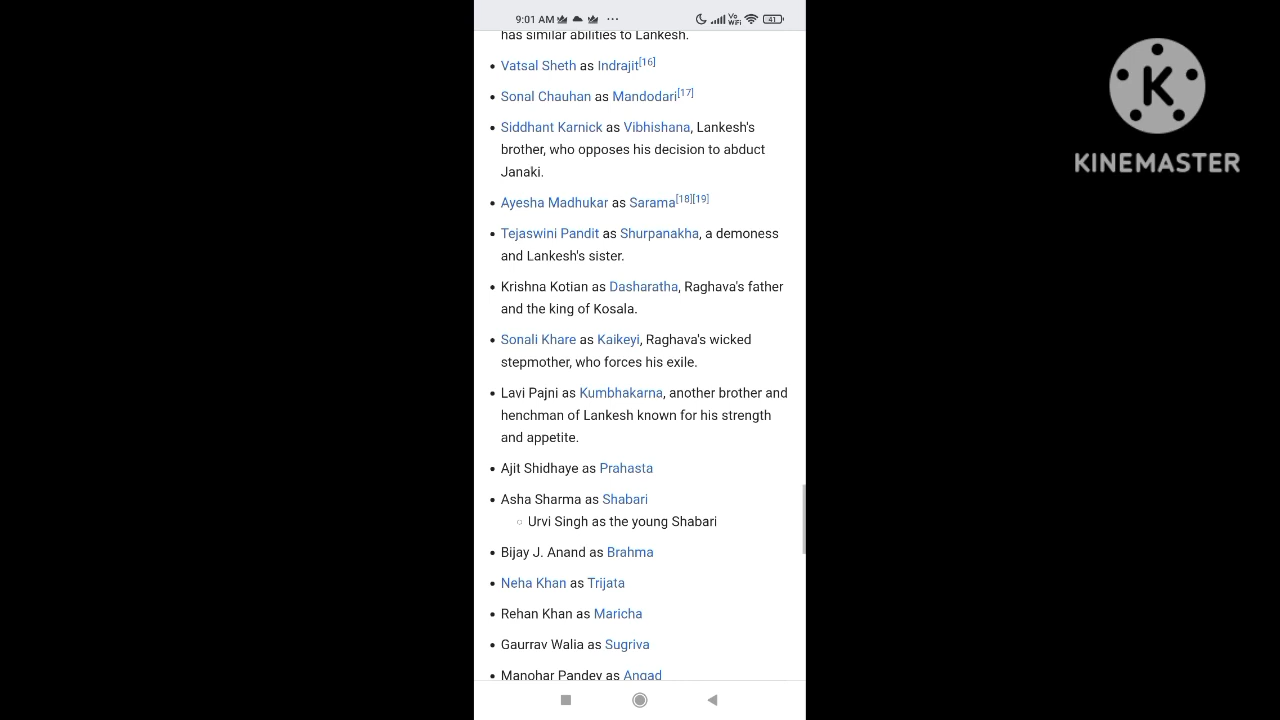 9:01 AM ...
Vo
WiFi
41
has similar abilities to Lankesh.
• Vatsal Sheth as Indrajit[16]
• Sonal Chauhan as Mandodari[17]
• Siddhant Karnick as Vibhishana, Lankesh's
brother, who opposes his decision to abduct
Janaki.
• Ayesha Madhukar as Sarama[18][19]
• Tejaswini Pandit as Shurpanakha, a demoness
and Lankesh's sister.
• Krishna Kotian as Dasharatha, Raghava's father
and the king of Kosala.
• Sonali Khare as Kaikeyi, Raghava's wicked
stepmother, who forces his exile.
• Lavi Pajni as Kumbhakarna, another brother and
henchman of Lankesh known for his strength
and appetite.
• Ajit Shidhaye as Prahasta
• Asha Sharma as Shabari
◦ Urvi Singh as the young Shabari
• Bijay J. Anand as Brahma
• Neha Khan as Trijata
• Rehan Khan as Maricha
• Gaurrav Walia as Sugriva
• Manohar Pandey as Angad
K
KINEMASTER